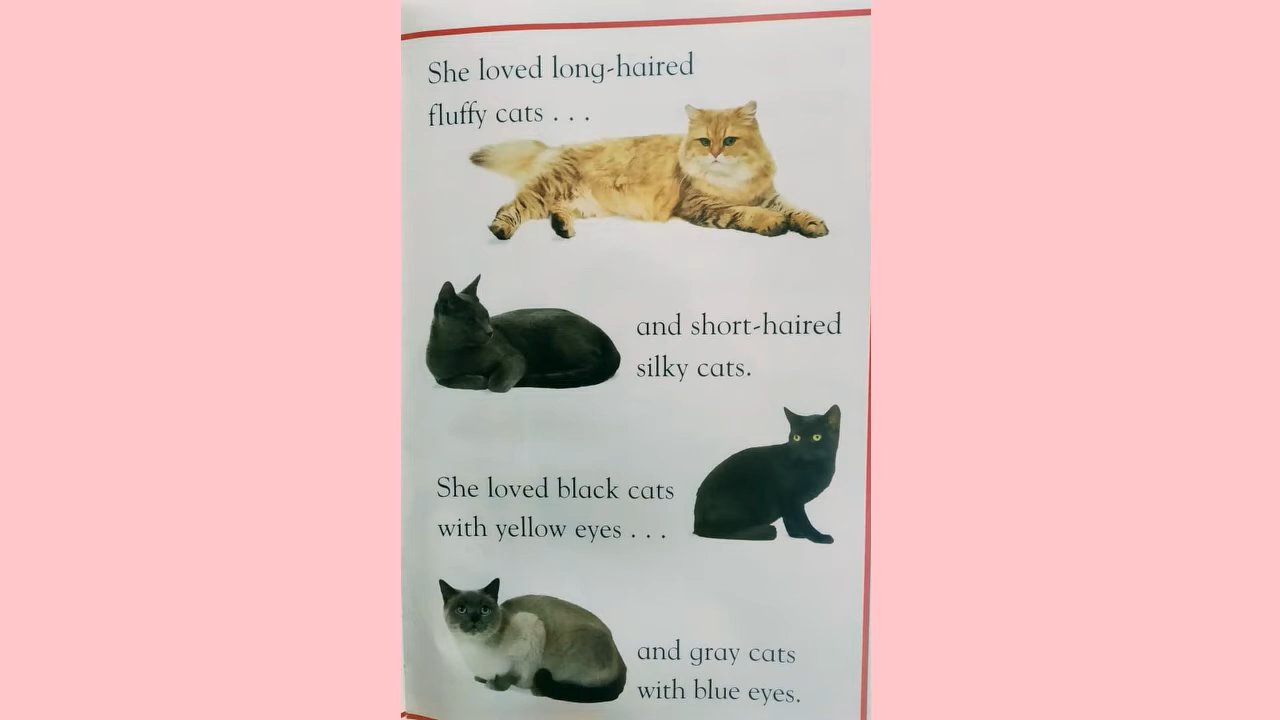 She loved long-haired
fluffy cats . . .
and short-haired
silky cats.
She loved black cats
with yellow eyes . . .
and gray cats
with blue eyes.